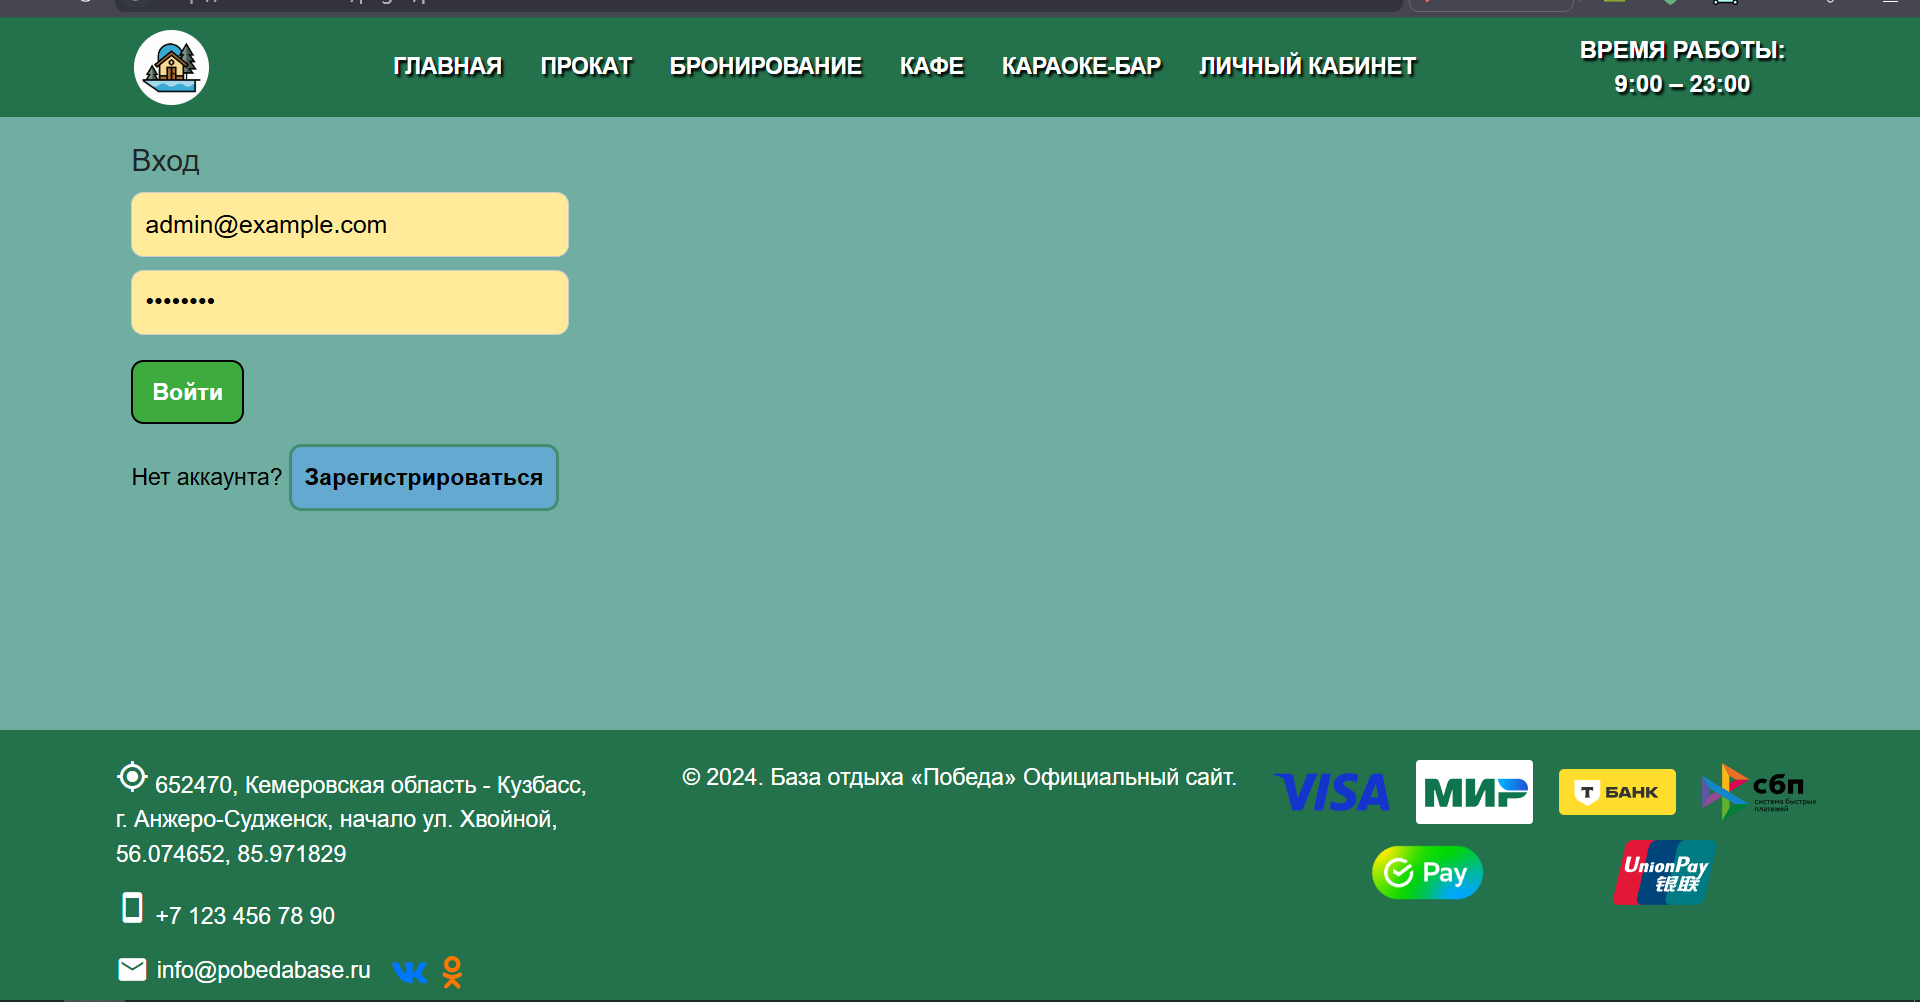 ГЛАВНАЯ ПРОКАТ БРОНИРОВАНИЕ КАФЕ КАРАОКЕ-БАР ЛИЧНЫЙ КАБИНЕТ
ВРЕМЯ РАБОТЫ:
9:00 – 23:00
Вход
admin@example.com
••••••••
Войти
Нет аккаунта? Зарегистрироваться
652470, Кемеровская область - Кузбасс,
г. Анжеро-Судженск, начало ул. Хвойной,
56.074652, 85.971829
+7 123 456 78 90
info@pobedabase.ru
© 2024. База отдыха «Победа» Официальный сайт.
VISA
МИР
Т БАНК
сбп
система быстрых
платежей
Pay
UnionPay
银联